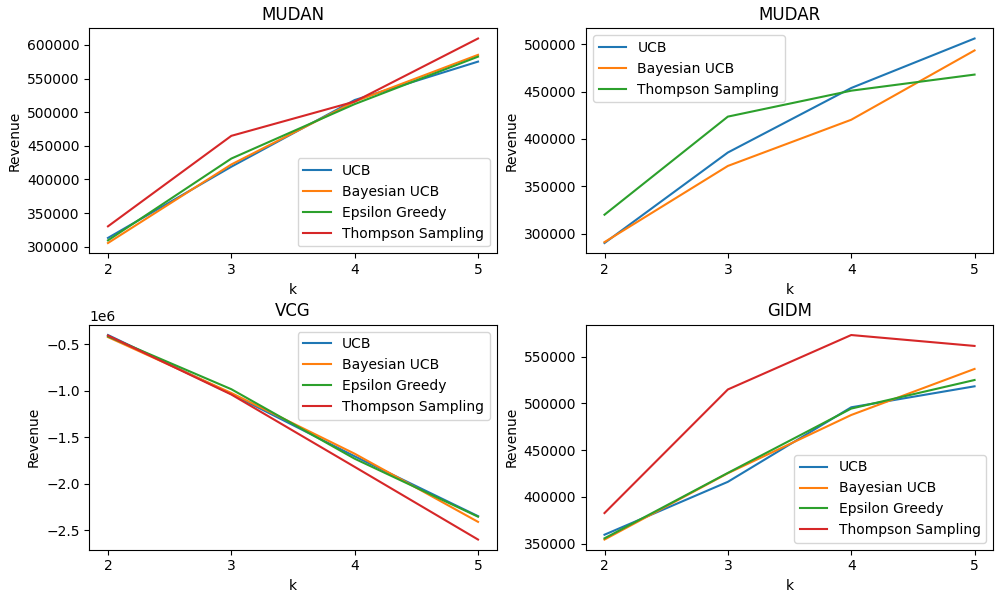 MUDAN
600000
550000
500000
450000
400000
350000
300000
Revenue
UCB
Bayesian UCB
Epsilon Greedy
Thompson Sampling
2 3 4 5
k
MUDAR
500000
450000
400000
350000
300000
Revenue
UCB
Bayesian UCB
Thompson Sampling
2 3 4 5
k
VCG
1e6
−0.5
−1.0
−1.5
−2.0
−2.5
Revenue
UCB
Bayesian UCB
Epsilon Greedy
Thompson Sampling
2 3 4 5
k
GIDM
550000
500000
450000
400000
350000
Revenue
UCB
Bayesian UCB
Epsilon Greedy
Thompson Sampling
2 3 4 5
k